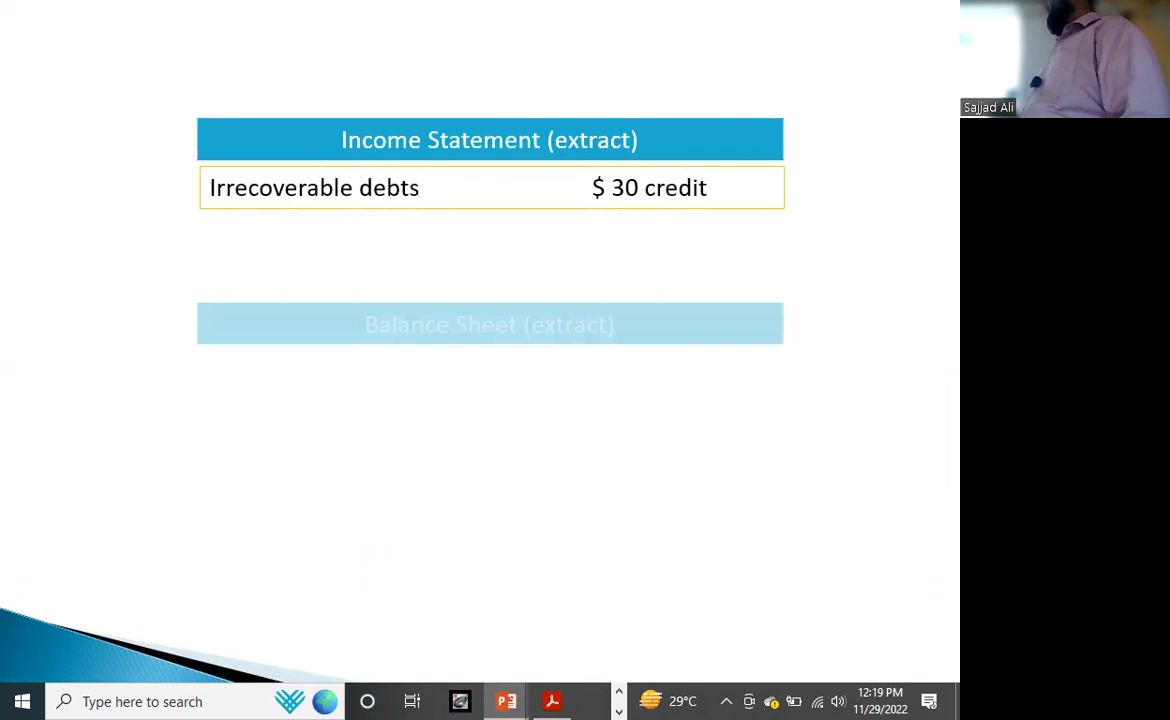 Sajjad Ali
Income Statement (extract)
Irrecoverable debts $ 30 credit
Balance Sheet (extract)
Type here to search
29°C
12:19 PM
11/29/2022